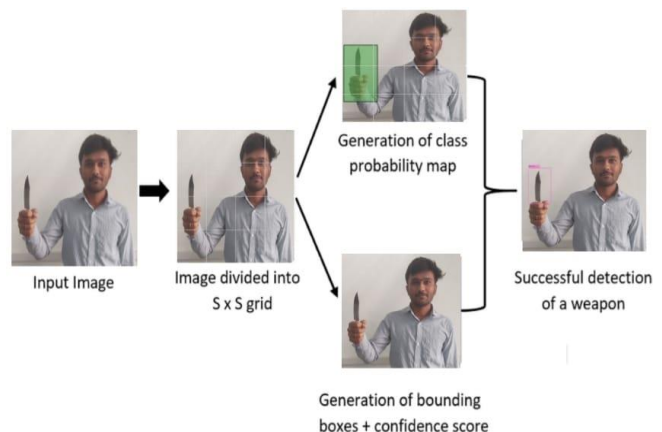 Input Image
Image divided into
S x S grid
Generation of class
probability map
Generation of bounding
boxes + confidence score
Successful detection
of a weapon